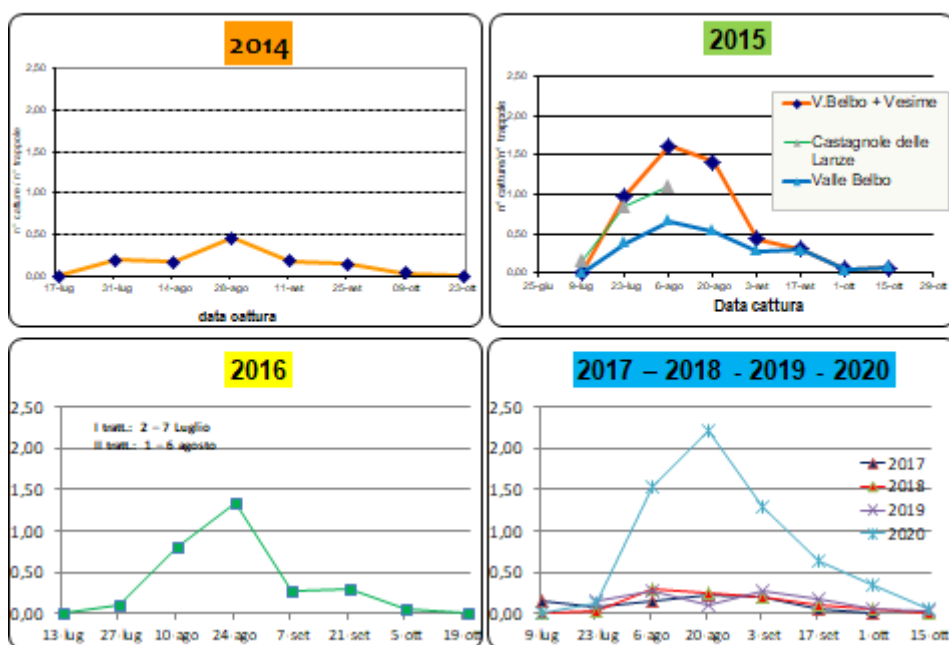 2014
2,50
2,00
1,50
1,00
0,50
0,00
n° catture / n° trappole
17-lug 31-lug 14-ago 28-ago 11-set 25-set 09-ott 23-ott
data cattura
2015
2,50
2,00
1,50
1,00
0,50
0,00
n° catture/n° trappole
V.Belbo + Vesime
Castagnole delle
Lanze
Valle Belbo
25-giu 9-lug 23-lug 6-ago 20-ago 3-set 17-set 1-ott 15-ott 29-ott
Data cattura
2016
2,50
2,00
1,50
1,00
0,50
0,00
I tratt.: 2 – 7 Luglio
II tratt.: 1 – 6 agosto
13-lug 27-lug 10-ago 24-ago 7-set 21-set 5-ott 19-ott
2017 – 2018 - 2019 - 2020
2,50
2,00
1,50
1,00
0,50
0,00
2017
2018
2019
2020
9-lug 23-lug 6-ago 20-ago 3-set 17-set 1-ott 15-ott